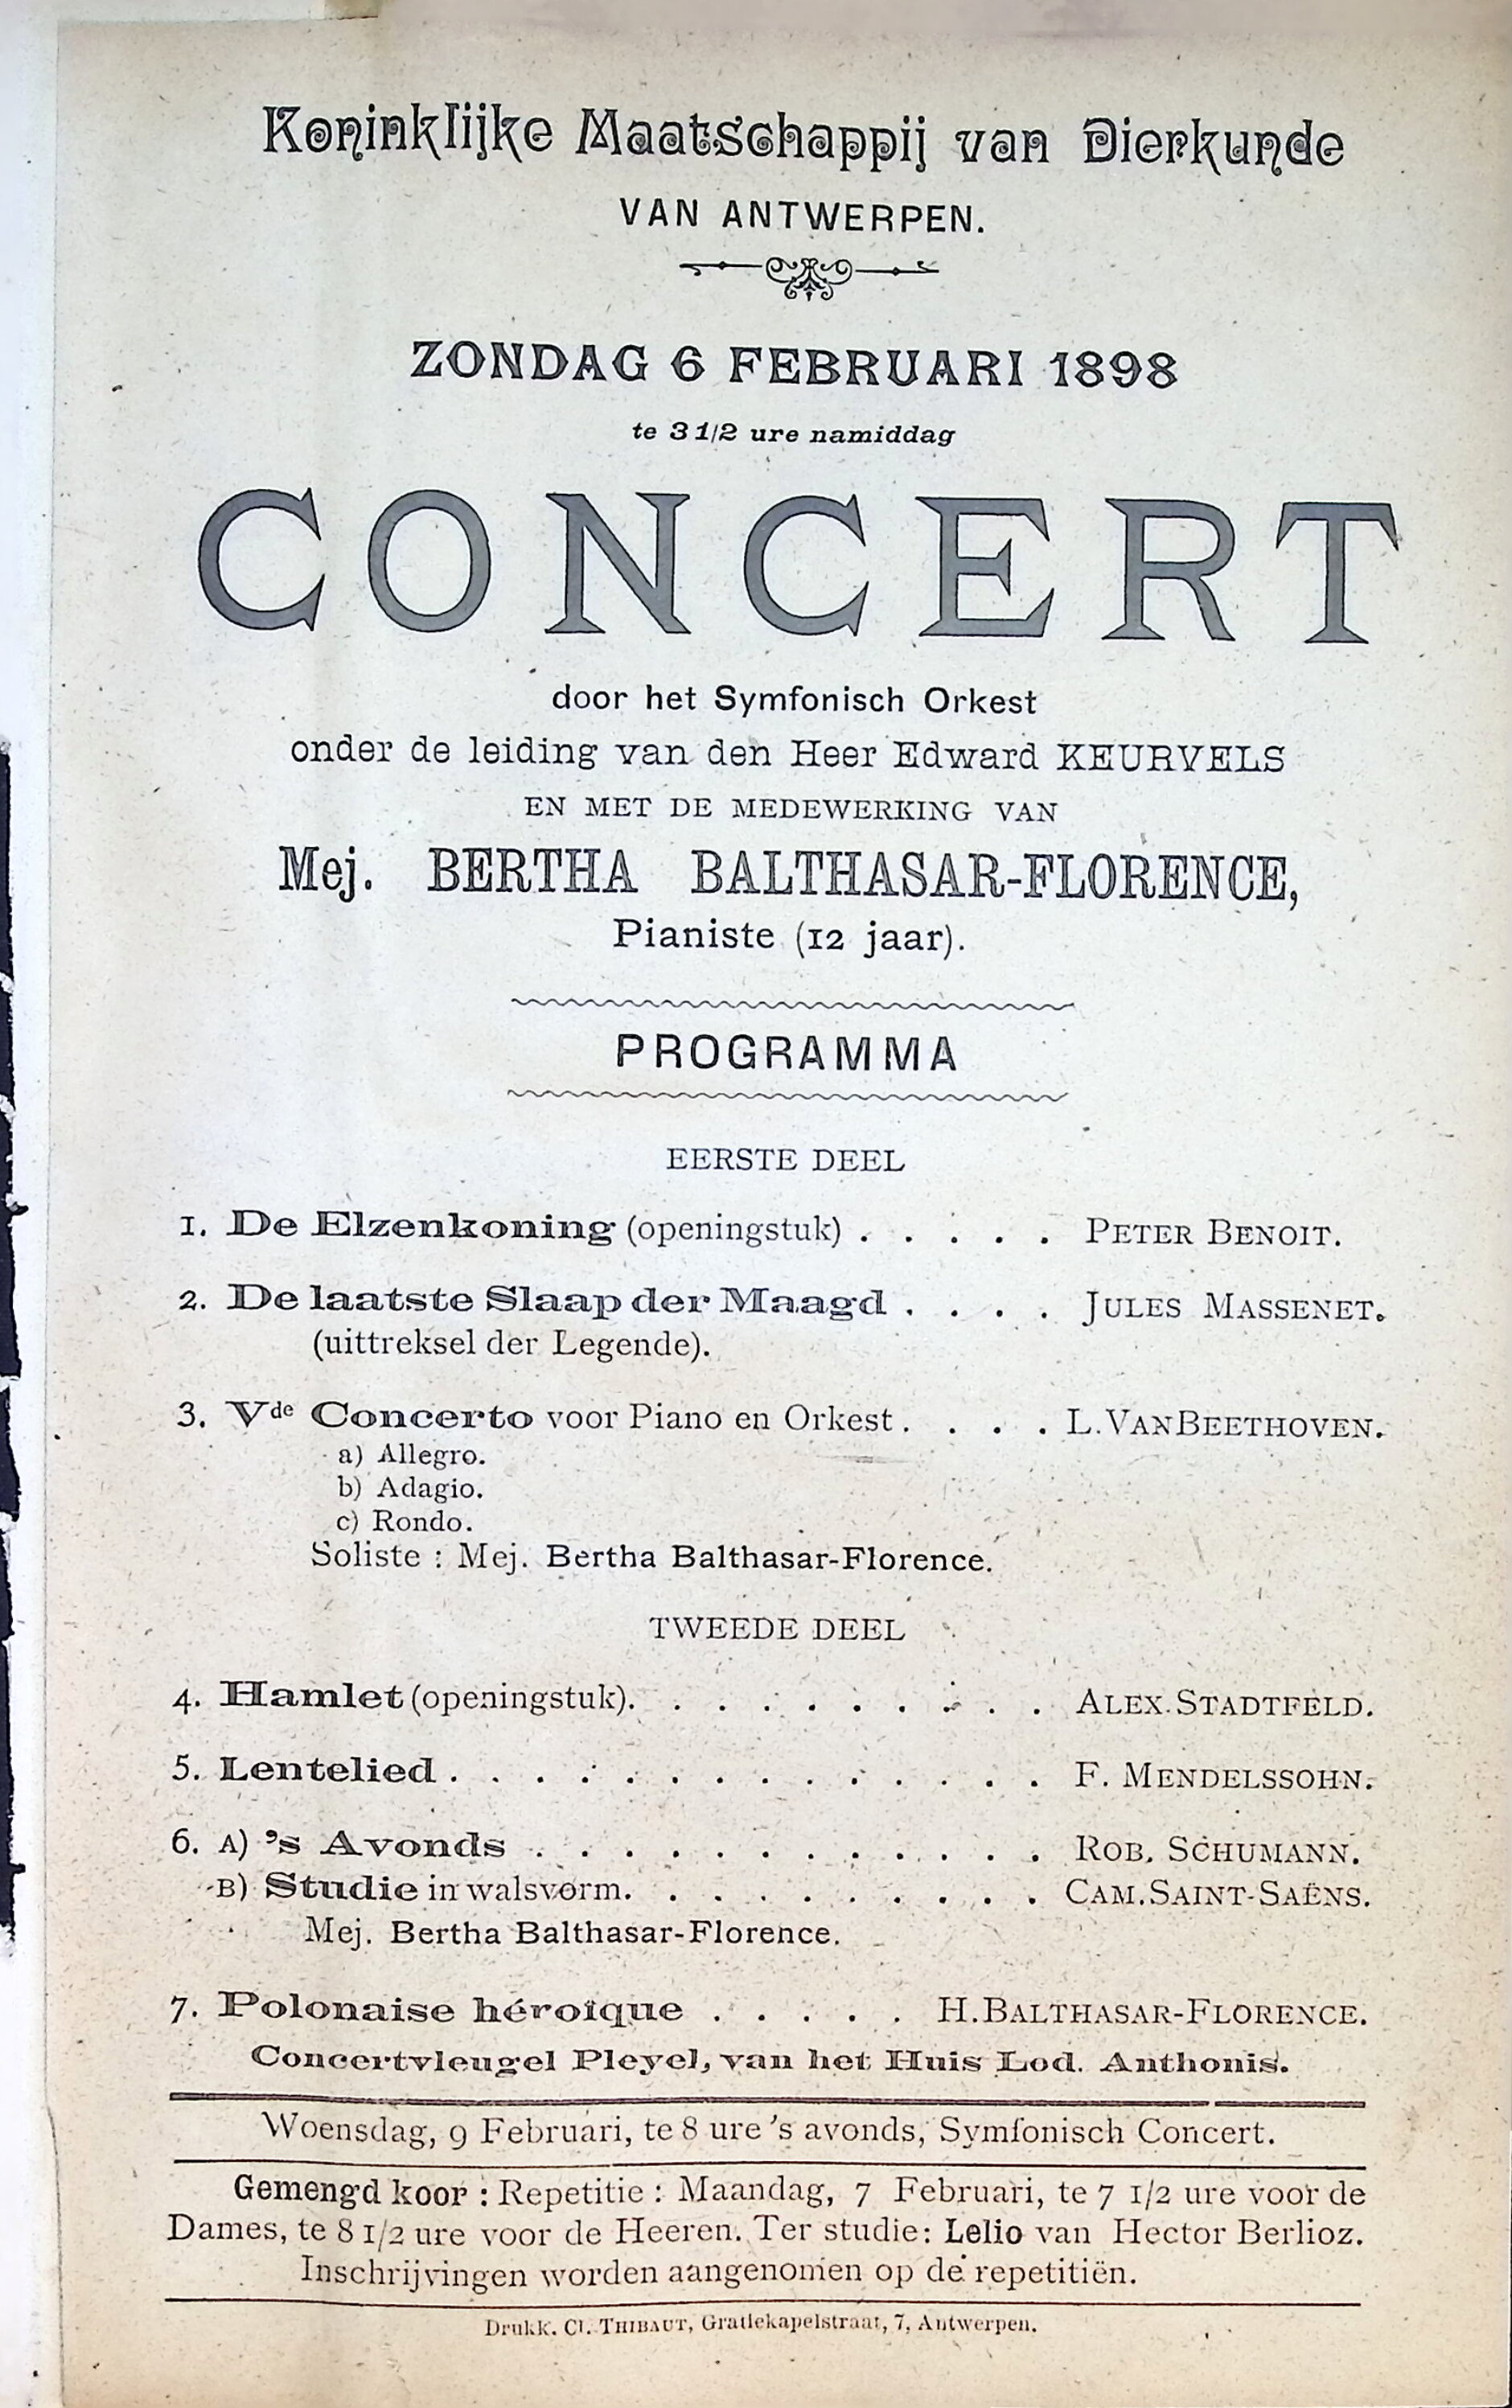 Koninklijke Maatschappij van Dierkunde
VAN ANTWERPEN.
ZONDAG 6 FEBRUARI 1898
te 3 1/2 ure namiddag
CONCERT
door het Symfonisch Orkest
onder de leiding van den Heer Edward KEURVELS
EN MET DE MEDEWERKING VAN
Mej. BERTHA BALTHASAR-FLORENCE,
Pianiste (12 jaar).
PROGRAMMA
EERSTE DEEL
1. De Elzenkoning (openingstuk) . . . . . PETER BENOIT.
2. De laatste Slaap der Maagd . . . . JULES MASSENET.
(uittreksel der Legende).
3. Vde Concerto voor Piano en Orkest . . . . L. VAN BEETHOVEN.
a) Allegro.
b) Adagio.
c) Rondo.
Soliste : Mej. Bertha Balthasar-Florence.
TWEEDE DEEL
4. Hamlet (openingstuk). . . . . . . . . . ALEX. STADTFELD.
5. Lentelied . . . . . . . . . . . . . . F. MENDELSSOHN.
6. A) 's Avonds . . . . . . . . . . . . ROB. SCHUMANN.
B) Studie in walsvorm. . . . . . . . . . CAM. SAINT-SAËNS.
Mej. Bertha Balthasar-Florence.
7. Polonaise héroïque . . . . . H. BALTHASAR-FLORENCE.
Concertvleugel Pleyel, van het Huis Lod. Anthonis.
Woensdag, 9 Februari, te 8 ure 's avonds, Symfonisch Concert.
Gemengd koor : Repetitie : Maandag, 7 Februari, te 7 1/2 ure voor de
Dames, te 8 1/2 ure voor de Heeren. Ter studie: Lelio van Hector Berlioz.
Inschrijvingen worden aangenomen op de repetitiën.
Drukk. Cl. THIBAUT, Gratiekapelstraat, 7, Antwerpen.